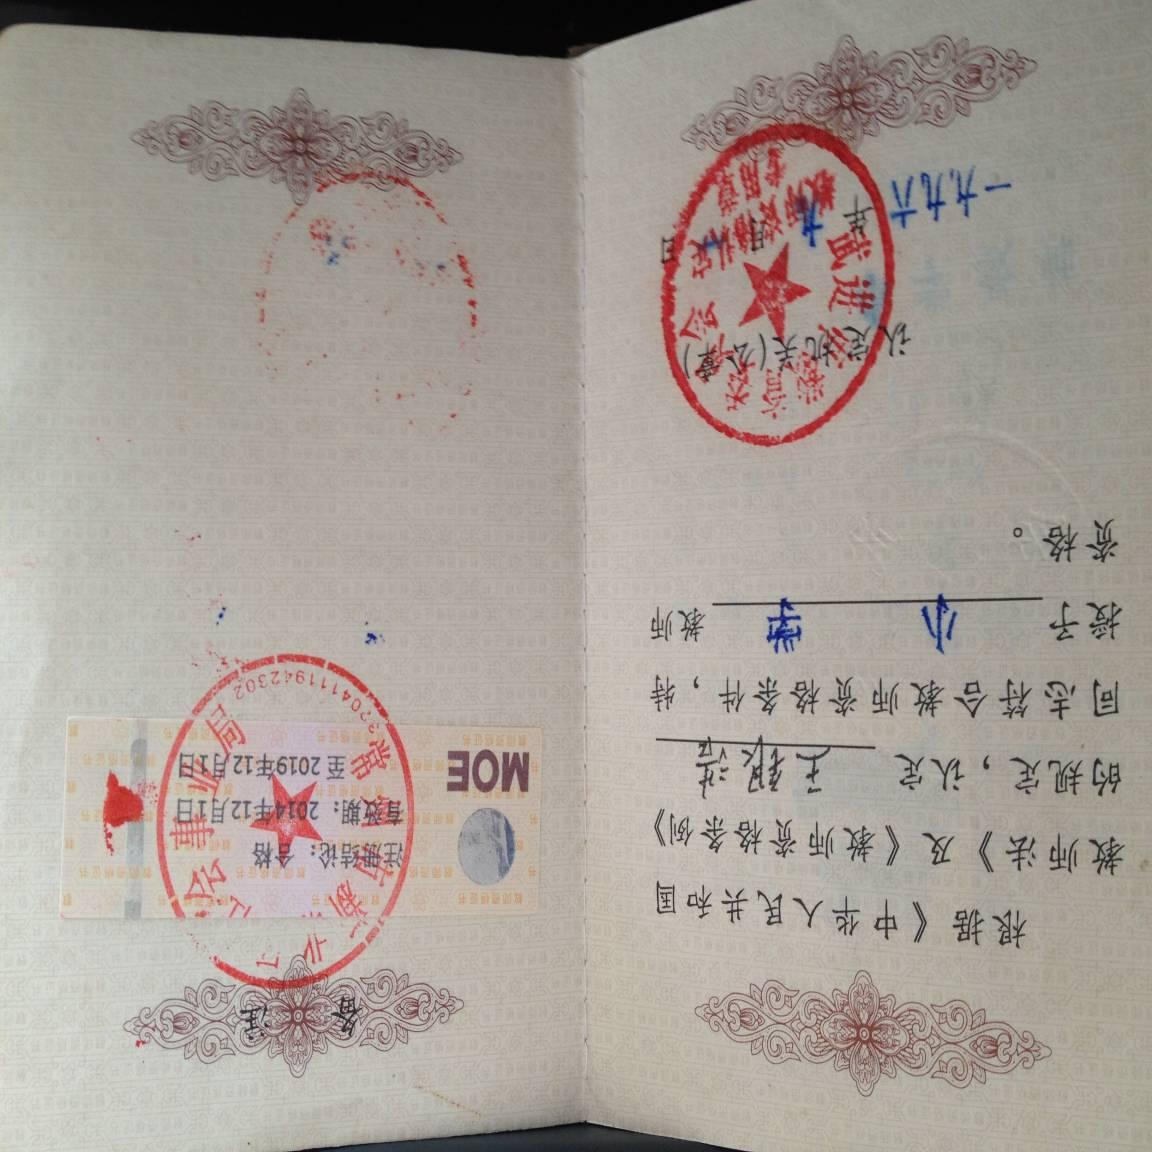 根据《中华人民共和国
教师法》及《教师资格条例》
的规定，认定
同志符合教师资格条件，特
授予 小学 教师
资格。
认定机关(公章)
一九九六 年 九 月 日
备 注
MOE
注册结论：合格
有效期：2014年12月1日
至 2019年12月1日